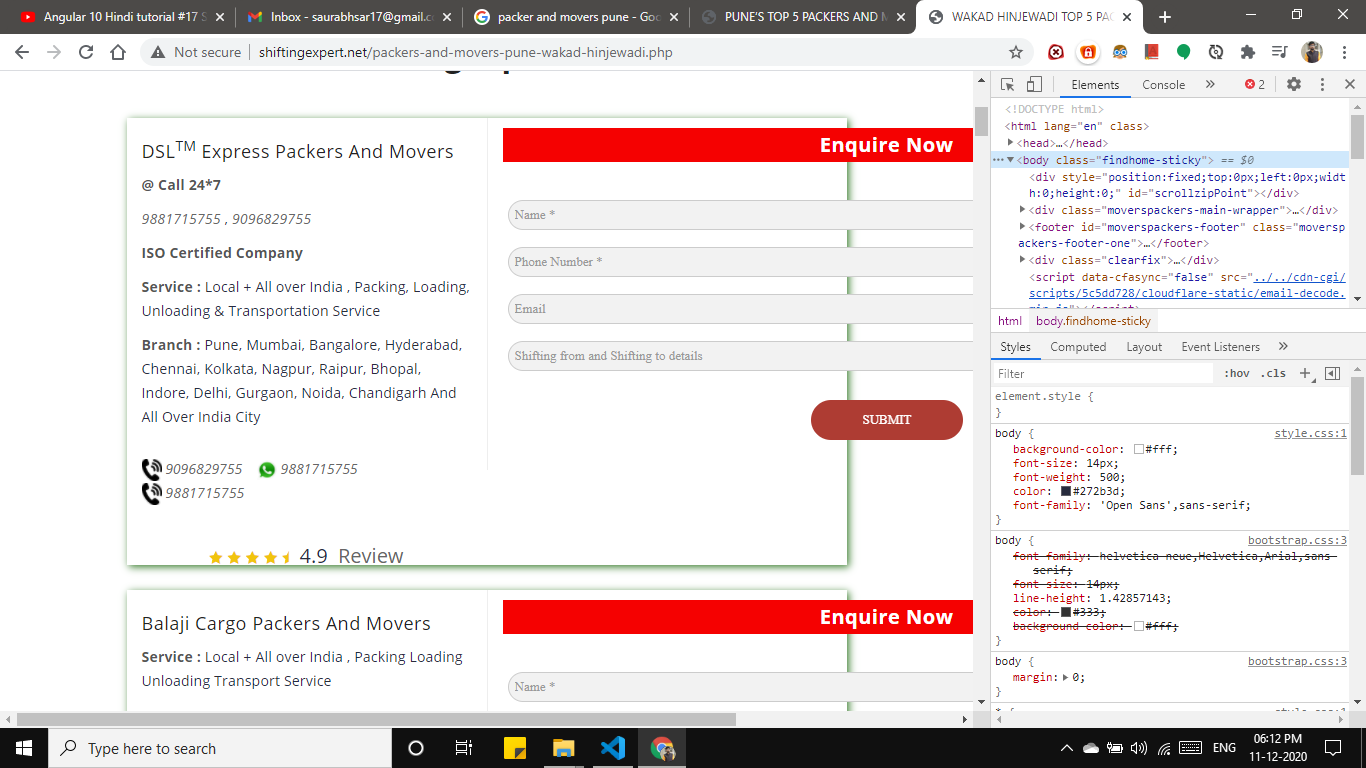 Angular 10 Hindi tutorial #17 S
Inbox - saurabhsar17@gmail.c
packer and movers pune - Goo
PUNE'S TOP 5 PACKERS AND M
WAKAD HINJEWADI TOP 5 PAC
Not secure | shiftingexpert.net/packers-and-movers-pune-wakad-hinjewadi.php
DSL™ Express Packers And Movers
@ Call 24*7
9881715755 , 9096829755
ISO Certified Company
Service : Local + All over India , Packing, Loading,
Unloading & Transportation Service
Branch : Pune, Mumbai, Bangalore, Hyderabad,
Chennai, Kolkata, Nagpur, Raipur, Bhopal,
Indore, Delhi, Gurgaon, Noida, Chandigarh And
All Over India City
9096829755 9881715755
9881715755
4.9 Review
Enquire Now
Name *
Phone Number *
Email
Shifting from and Shifting to details
SUBMIT
Balaji Cargo Packers And Movers
Service : Local + All over India , Packing Loading
Unloading Transport Service
Enquire Now
Name *
Elements Console » 2
<!DOCTYPE html>
<html lang="en" class>
<head>…</head>
<body class="findhome-sticky"> == $0
<div style="position:fixed;top:0px;left:0px;widt
h:0;height:0;" id="scrollzipPoint"></div>
<div class="moverspackers-main-wrapper">…</div>
<footer id="moverspackers-footer" class="moversp
ackers-footer-one">…</footer>
<div class="clearfix">…</div>
<script data-cfasync="false" src="../../cdn-cgi/
scripts/5c5dd728/cloudflare-static/email-decode.
html body.findhome-sticky
Styles Computed Layout Event Listeners »
Filter :hov .cls +
element.style {
}
body { style.css:1
background-color: #fff;
font-size: 14px;
font-weight: 500;
color: #272b3d;
font-family: 'Open Sans',sans-serif;
}
body { bootstrap.css:3
font-family: helvetica neue,Helvetica,Arial,sans-
serif;
font-size: 14px;
line-height: 1.42857143;
color: #333;
background-color: #fff;
}
body { bootstrap.css:3
margin: 0;
}
* { style.css:1
Type here to search
ENG
06:12 PM
11-12-2020